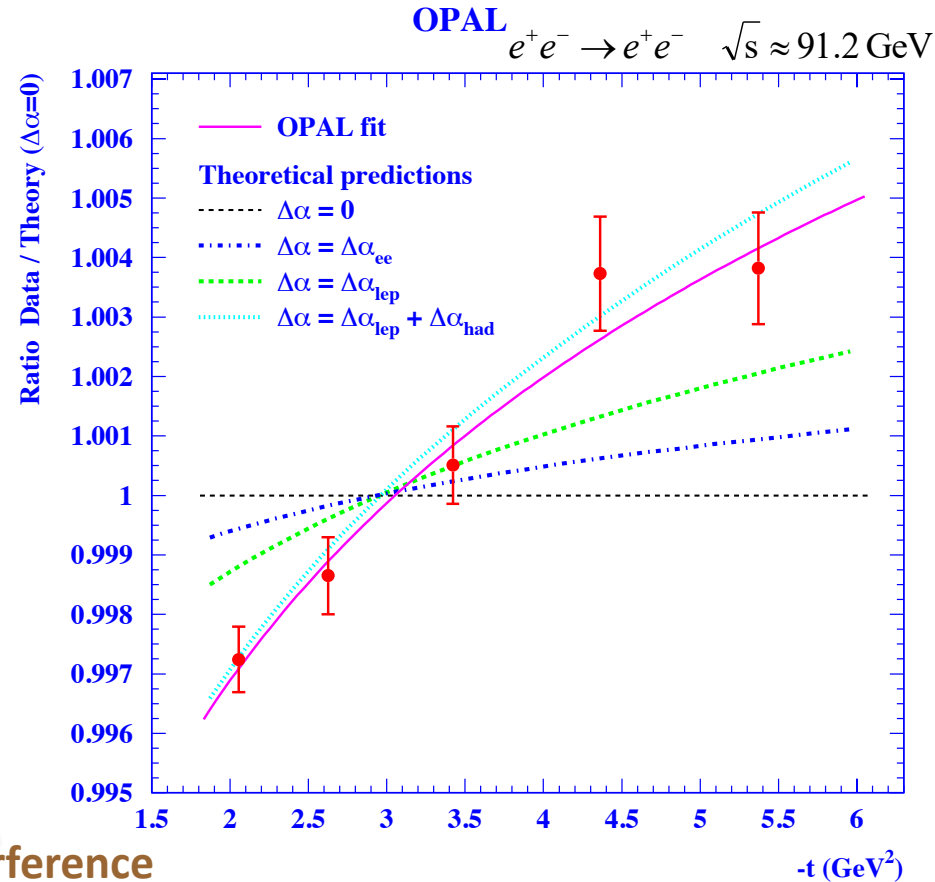 OPAL
e⁺e⁻ → e⁺e⁻ √s ≈ 91.2 GeV
Ratio Data / Theory (Δα=0)
1.007
1.006
1.005
1.004
1.003
1.002
1.001
1
0.999
0.998
0.997
0.996
0.995
OPAL fit
Theoretical predictions
Δα = 0
Δα = Δα_ee
Δα = Δα_lep
Δα = Δα_lep + Δα_had
1.5 2 2.5 3 3.5 4 4.5 5 5.5 6
-t (GeV²)